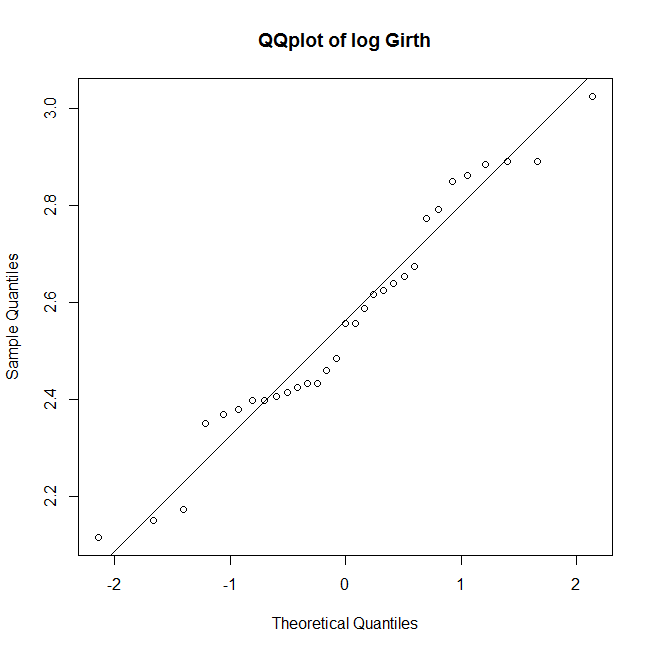 QQplot of log Girth
3.0
2.8
2.6
2.4
2.2
Sample Quantiles
-2 -1 0 1 2
Theoretical Quantiles